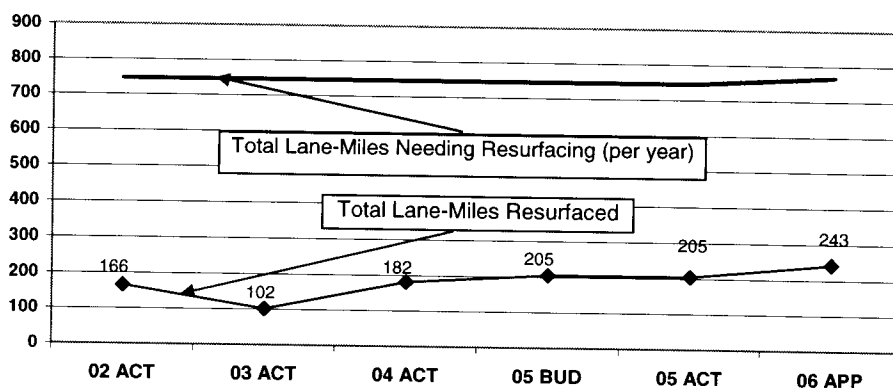 900
800
700
600
500
400
300
200
100
0
Total Lane-Miles Needing Resurfacing (per year)
Total Lane-Miles Resurfaced
166
102
182
205
205
243
02 ACT
03 ACT
04 ACT
05 BUD
05 ACT
06 APP